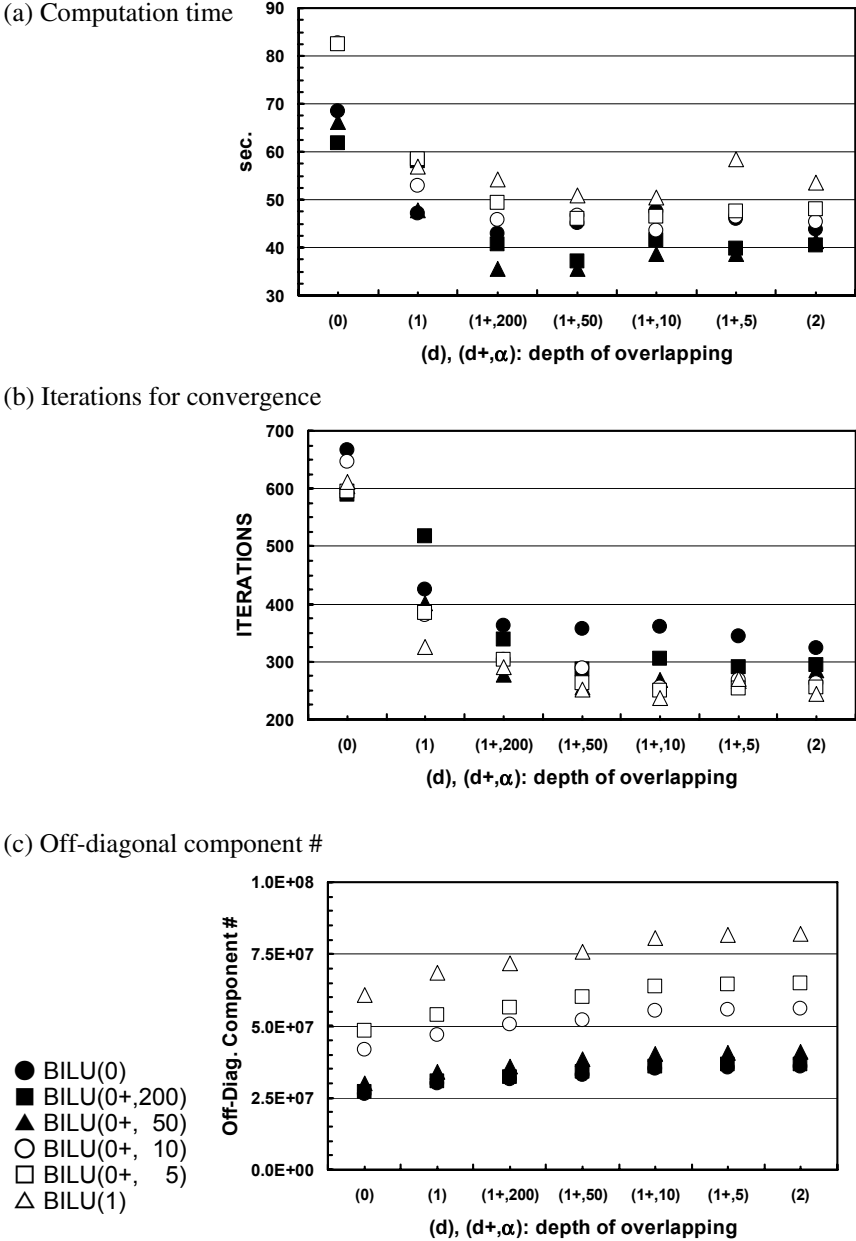 (a) Computation time
90
80
70
60
50
40
30
sec.
(0) (1) (1+,200) (1+,50) (1+,10) (1+,5) (2)
(d), (d+,α): depth of overlapping
(b) Iterations for convergence
700
600
500
400
300
200
ITERATIONS
(0) (1) (1+,200) (1+,50) (1+,10) (1+,5) (2)
(d), (d+,α): depth of overlapping
(c) Off-diagonal component #
1.0E+08
7.5E+07
5.0E+07
2.5E+07
0.0E+00
Off-Diag. Component #
(0) (1) (1+,200) (1+,50) (1+,10) (1+,5) (2)
(d), (d+,α): depth of overlapping
BILU(0)
BILU(0+,200)
BILU(0+, 50)
BILU(0+, 10)
BILU(0+, 5)
BILU(1)